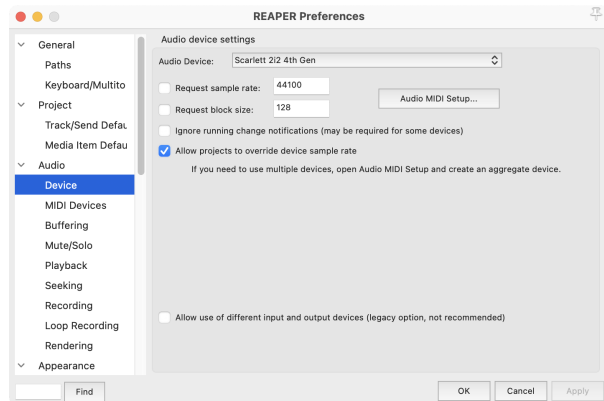 REAPER Preferences
General
Paths
Keyboard/Multito
Project
Track/Send Defau
Media Item Defau
Audio
Device
MIDI Devices
Buffering
Mute/Solo
Playback
Seeking
Recording
Loop Recording
Rendering
Appearance
Find
Audio device settings
Audio Device: Scarlett 2i2 4th Gen
Request sample rate: 44100
Request block size: 128
Audio MIDI Setup...
Ignore running change notifications (may be required for some devices)
Allow projects to override device sample rate
If you need to use multiple devices, open Audio MIDI Setup and create an aggregate device.
Allow use of different input and output devices (legacy option, not recommended)
OK Cancel Apply